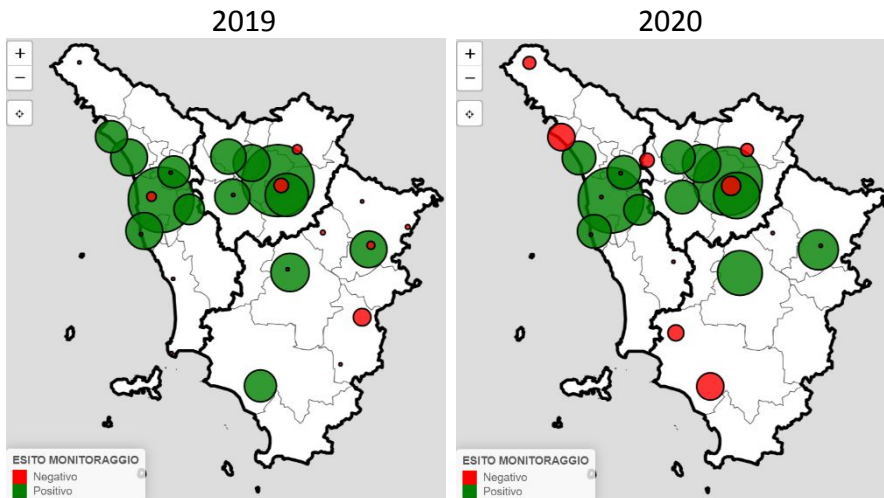 2019
2020
+
−
+
−
ESITO MONITORAGGIO
Negativo
Positivo
ESITO MONITORAGGIO
Negativo
Positivo